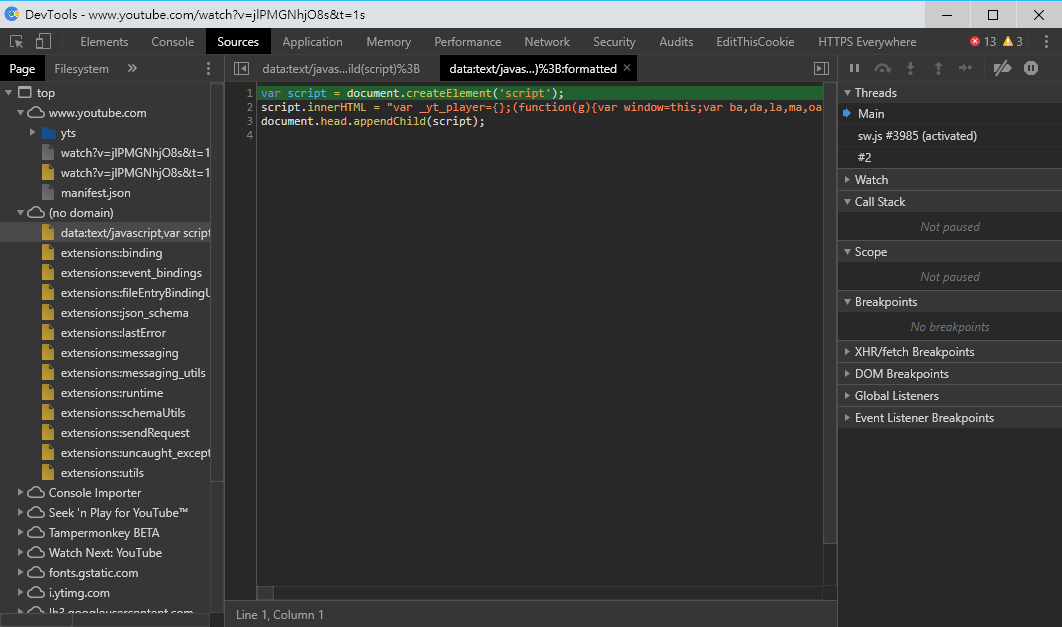 DevTools - www.youtube.com/watch?v=jlPMGNhjO8s&t=1s
Elements Console Sources Application Memory Performance Network Security Audits EditThisCookie HTTPS Everywhere 13 3
Page Filesystem »
data:text/javas...ild(script)%3B data:text/javas...)%3B:formatted ×
top
www.youtube.com
yts
watch?v=jlPMGNhjO8s&t=1
watch?v=jlPMGNhjO8s&t=1
manifest.json
(no domain)
data:text/javascript,var script
extensions::binding
extensions::event_bindings
extensions::fileEntryBindingU
extensions::json_schema
extensions::lastError
extensions::messaging
extensions::messaging_utils
extensions::runtime
extensions::schemaUtils
extensions::sendRequest
extensions::uncaught_except
extensions::utils
Console Importer
Seek 'n Play for YouTube™
Tampermonkey BETA
Watch Next: YouTube
fonts.gstatic.com
i.ytimg.com
lh3.googleusercontent.com
1 var script = document.createElement('script');
2 script.innerHTML = "var _yt_player={};(function(g){var window=this;var ba,da,la,ma,oa
3 document.head.appendChild(script);
4
Line 1, Column 1
Threads
Main
sw.js #3985 (activated)
#2
Watch
Call Stack
Not paused
Scope
Not paused
Breakpoints
No breakpoints
XHR/fetch Breakpoints
DOM Breakpoints
Global Listeners
Event Listener Breakpoints